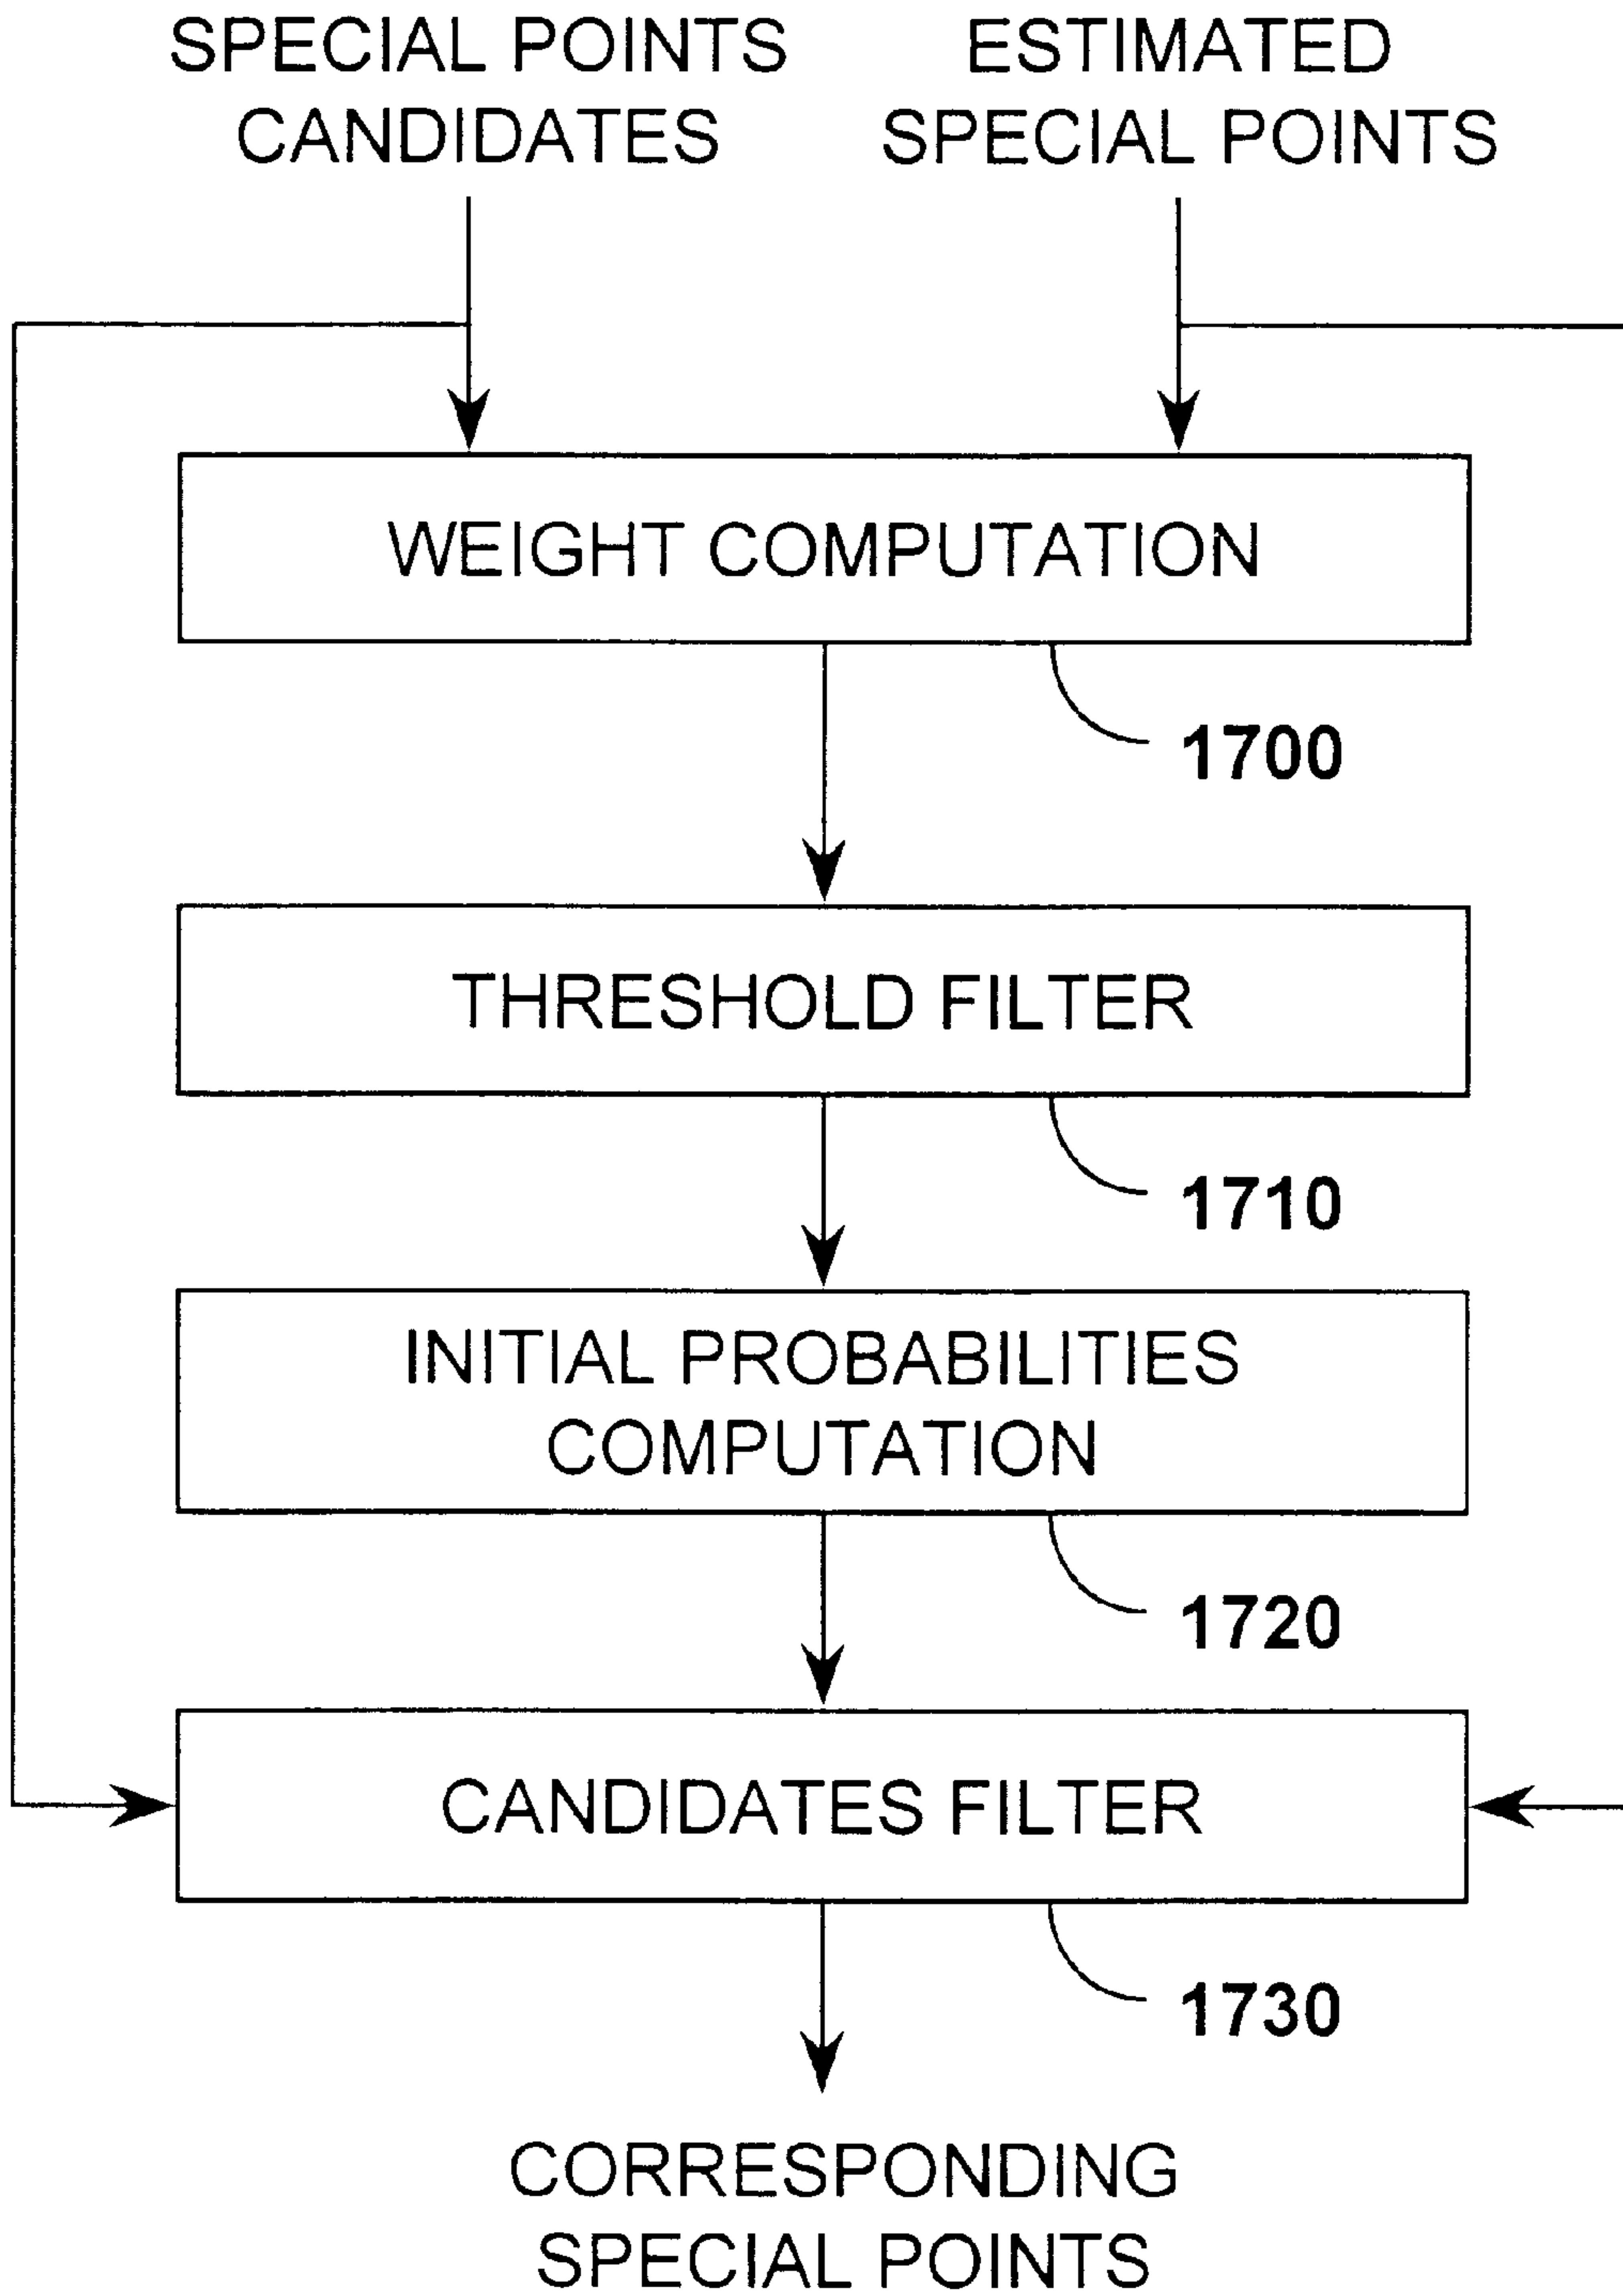 SPECIAL POINTS
CANDIDATES
ESTIMATED
SPECIAL POINTS
WEIGHT COMPUTATION
1700
THRESHOLD FILTER
1710
INITIAL PROBABILITIES
COMPUTATION
1720
CANDIDATES FILTER
1730
CORRESPONDING
SPECIAL POINTS